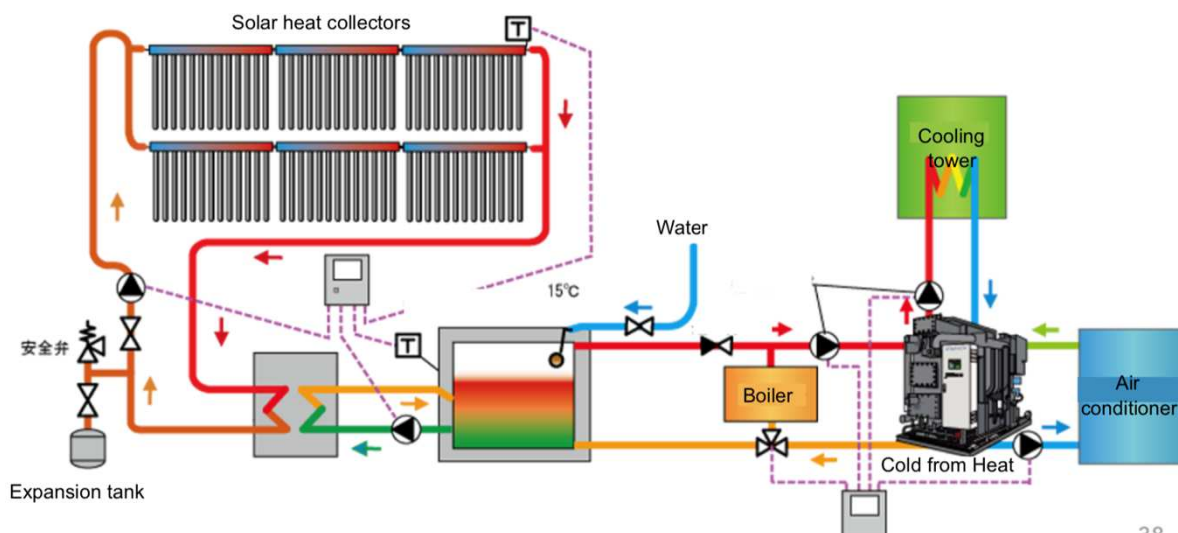 Solar heat collectors
T
Cooling
tower
Water
15℃
安全弁
T
Boiler
Air
conditioner
Cold from Heat
Expansion tank